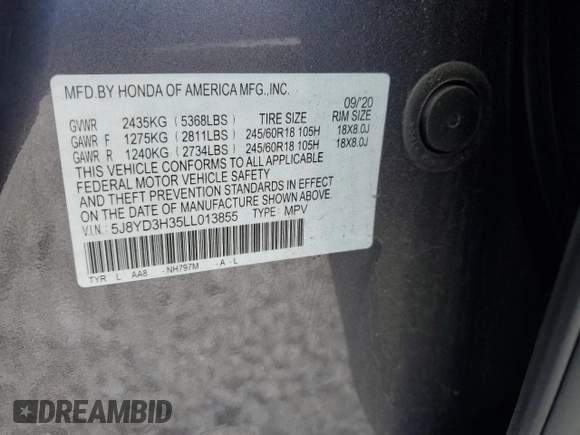 MFD.BY HONDA OF AMERICA MFG.,INC.
09/'20
GVWR 2435KG (5368LBS) TIRE SIZE RIM SIZE
GAWR F 1275KG (2811LBS) 245/60R18 105H 18X8.0J
GAWR R 1240KG (2734LBS) 245/60R18 105H 18X8.0J
THIS VEHICLE CONFORMS TO ALL APPLICABLE
FEDERAL MOTOR VEHICLE SAFETY
AND THEFT PREVENTION STANDARDS IN EFFECT
ON THE DATE OF MANUFACTURE SHOWN ABOVE.
V.I.N: 5J8YD3H35LL013855 TYPE: MPV
TYR L AA8 -NH797M -A -L
DREAMBID